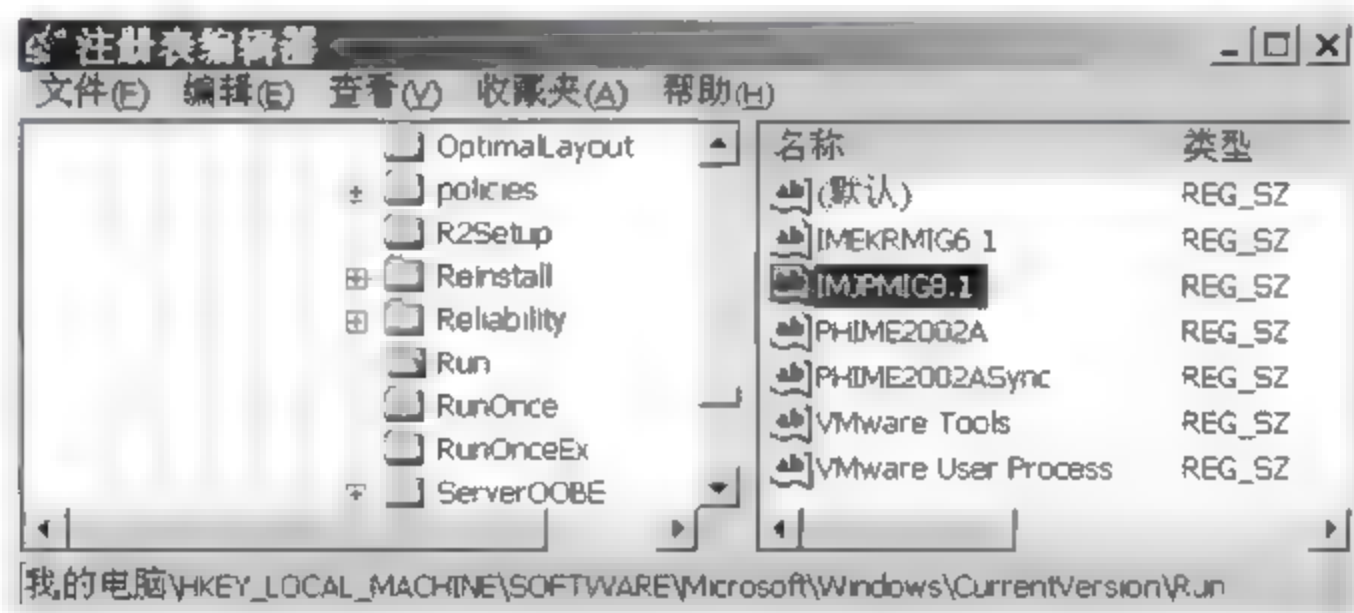 注册表编辑器
文件(F) 编辑(E) 查看(V) 收藏夹(A) 帮助(H)
OptimalLayout
policies
R2Setup
Reinstall
Reliability
Run
RunOnce
RunOnceEx
ServerOOBE
名称 类型
(默认) REG_SZ
IMEKRMIG6.1 REG_SZ
IMJPMIG8.1 REG_SZ
PHIME2002A REG_SZ
PHIME2002ASync REG_SZ
VMware Tools REG_SZ
VMware User Process REG_SZ
我的电脑\HKEY_LOCAL_MACHINE\SOFTWARE\Microsoft\Windows\CurrentVersion\Run